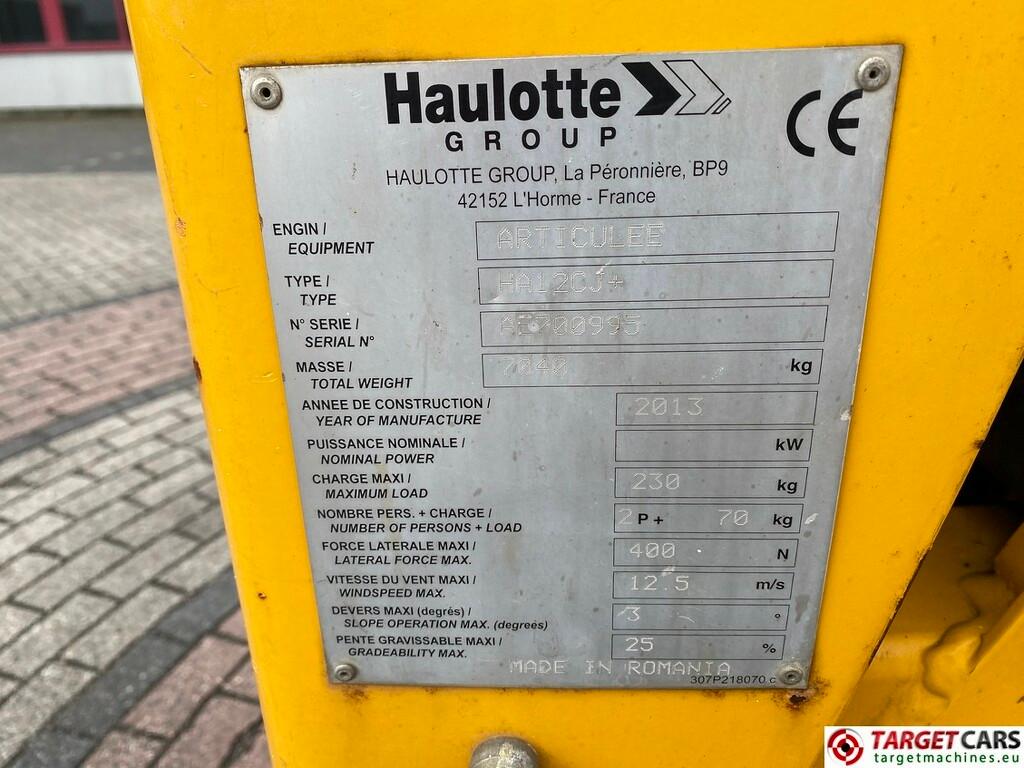 Haulotte
GROUP
CE
HAULOTTE GROUP, La Péronnière, BP9
42152 L'Horme - France
ENGIN / ARTICULEE
EQUIPMENT
TYPE / HA12CJ+
TYPE
N° SERIE / AE700995
SERIAL N°
MASSE / 7040 kg
TOTAL WEIGHT
ANNEE DE CONSTRUCTION / 2013
YEAR OF MANUFACTURE
PUISSANCE NOMINALE / kW
NOMINAL POWER
CHARGE MAXI / 230 kg
MAXIMUM LOAD
NOMBRE PERS. + CHARGE / 2 P + 70 kg
NUMBER OF PERSONS + LOAD
FORCE LATERALE MAXI / 400 N
LATERAL FORCE MAX.
VITESSE DU VENT MAXI / 12.5 m/s
WINDSPEED MAX.
DEVERS MAXI (degrés) / 3 °
SLOPE OPERATION MAX. (degrees)
PENTE GRAVISSABLE MAXI / 25 %
GRADEABILITY MAX.
MADE IN ROMANIA
307P218070 c
TARGETCARS
targetmachines.eu